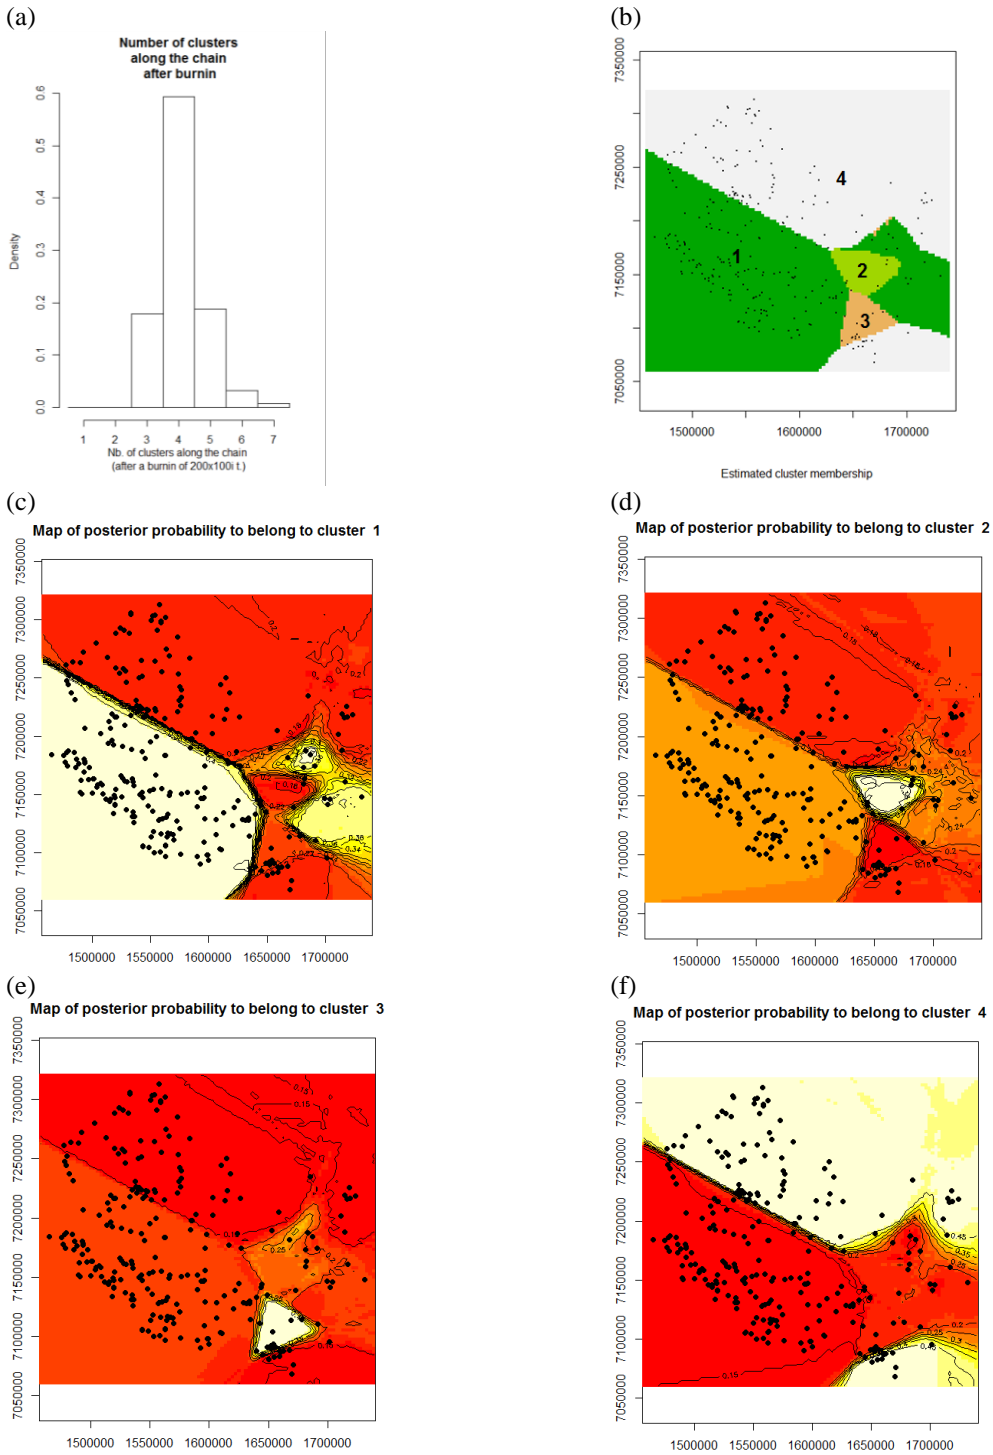 (a)
Number of clusters
along the chain
after burnin
Density
0.0 0.1 0.2 0.3 0.4 0.5 0.6
1 2 3 4 5 6 7
Nb. of clusters along the chain
(after a burnin of 200x100i t.)
(b)
7050000 7150000 7250000 7350000
1
2
3
4
1500000 1600000 1700000
Estimated cluster membership
(c)
Map of posterior probability to belong to cluster 1
7050000 7100000 7150000 7200000 7250000 7300000 7350000
1500000 1550000 1600000 1650000 1700000
(d)
Map of posterior probability to belong to cluster 2
7050000 7100000 7150000 7200000 7250000 7300000 7350000
1500000 1550000 1600000 1650000 1700000
(e)
Map of posterior probability to belong to cluster 3
7050000 7100000 7150000 7200000 7250000 7300000 7350000
1500000 1550000 1600000 1650000 1700000
(f)
Map of posterior probability to belong to cluster 4
7050000 7100000 7150000 7200000 7250000 7300000 7350000
1500000 1550000 1600000 1650000 1700000